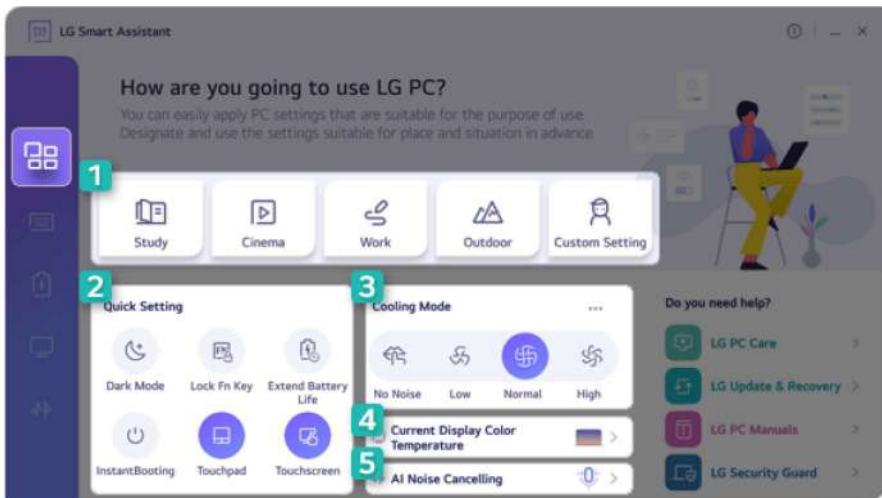 LG Smart Assistant
How are you going to use LG PC?
You can easily apply PC settings that are suitable for the purpose of use
Designate and use the settings suitable for place and situation in advance
1
Study
Cinema
Work
Outdoor
Custom Setting
2
Quick Setting
Dark Mode
Lock Fn Key
Extend Battery
Life
InstantBooting
Touchpad
Touchscreen
3
Cooling Mode
No Noise
Low
Normal
High
4
Current Display Color
Temperature
5
AI Noise Cancelling
Do you need help?
LG PC Care
LG Update & Recovery
LG PC Manuals
LG Security Guard